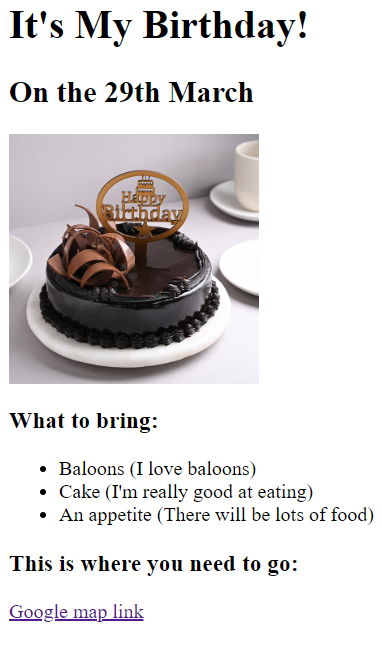 It's My Birthday!
On the 29th March
Happy
Birthday
What to bring:
Baloons (I love baloons)
Cake (I'm really good at eating)
An appetite (There will be lots of food)
This is where you need to go:
Google map link